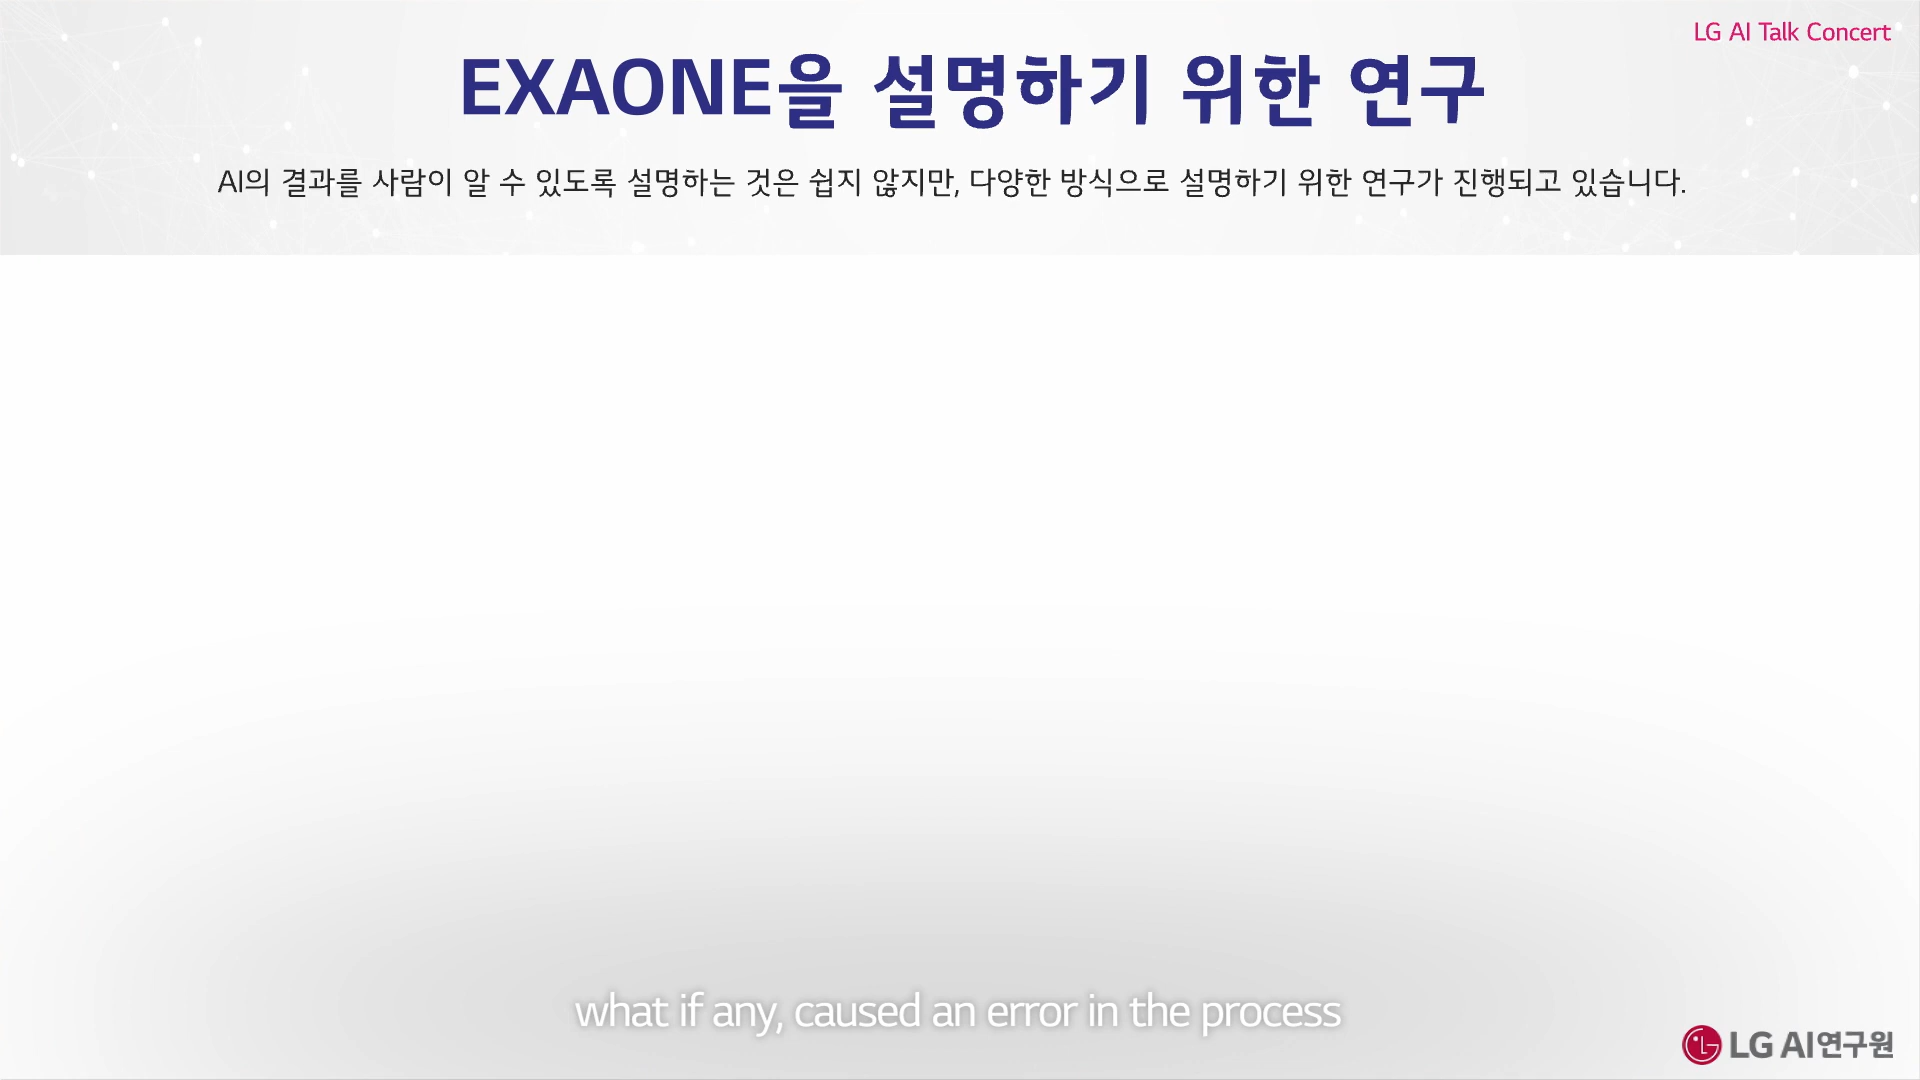 LG AI Talk Concert
EXAONE을 설명하기 위한 연구
AI의 결과를 사람이 알 수 있도록 설명하는 것은 쉽지 않지만, 다양한 방식으로 설명하기 위한 연구가 진행되고 있습니다.
what if any, caused an error in the process
LG AI연구원